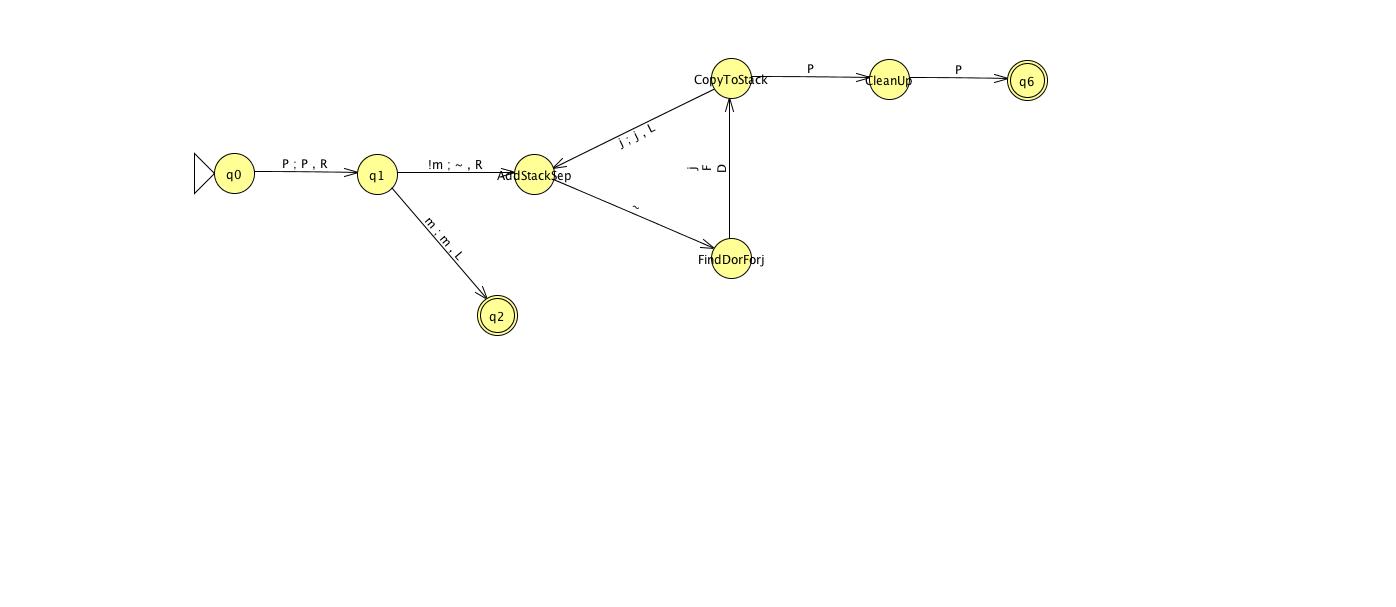 P
P
CopyToStack
CleanUp
q6
j ; j , L
P ; P , R
!m ; ~ , R
q0
q1
AddStackSep
j
F
D
~
m ; m , L
FindDorForj
q2